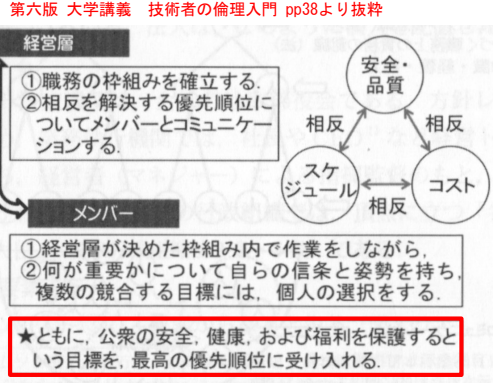 第六版 大学講義　技術者の倫理入門 pp38より抜粋
経営層
①職務の枠組みを確立する.
②相反を解決する優先順位に
ついてメンバーとコミュニケー
ションする.
安全・
品質
相反
相反
スケ
ジュール
コスト
相反
メンバー
①経営層が決めた枠組み内で作業をしながら,
②何が重要かについて自らの信条と姿勢を持ち,
複数の競合する目標には, 個人の選択をする.
★ともに, 公衆の安全, 健康, および福利を保護すると
いう目標を, 最高の優先順位に受け入れる.